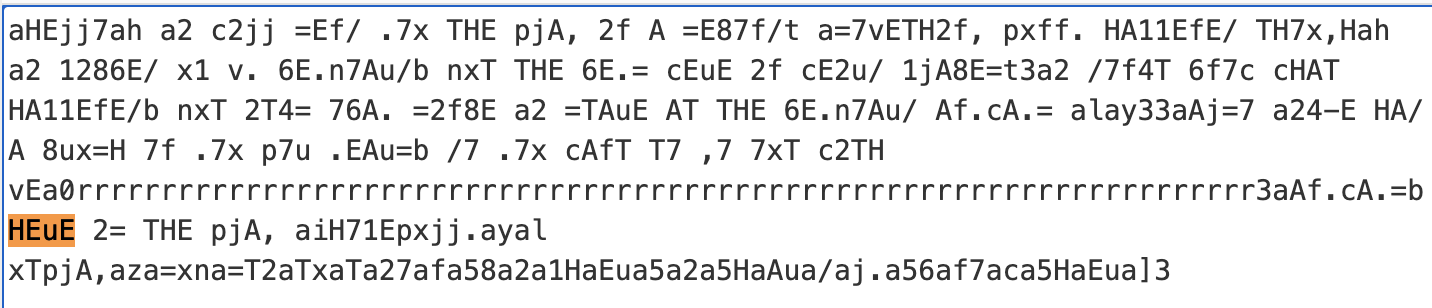 aHEjj7ah a2 c2jj =Ef/ .7x THE pjA, 2f A =E87f/t a=7vETH2f, pxff. HA11EfE/ TH7x,Hah
a2 1286E/ x1 v. 6E.n7Au/b nxT THE 6E.= cEuE 2f cE2u/ 1jA8E=t3a2 /7f4T 6f7c cHAT
HA11EfE/b nxT 2T4= 76A. =2f8E a2 =TAuE AT THE 6E.n7Au/ Af.cA.= alay33aAj=7 a24-E HA/
A 8ux=H 7f .7x p7u .EAu=b /7 .7x cAfT T7 ,7 7xT c2TH
vEa0rrrrrrrrrrrrrrrrrrrrrrrrrrrrrrrrrrrrrrrrrrrrrrrrrrrrrrrrrrrrrrrrrrrrrr3aAf.cA.=b
HEuE 2= THE pjA, aiH71Epxjj.ayal
xTpjA,aza=xna=T2aTxaTa27afa58a2a1HaEua5a2a5HaAua/aj.a56af7aca5HaEua]3